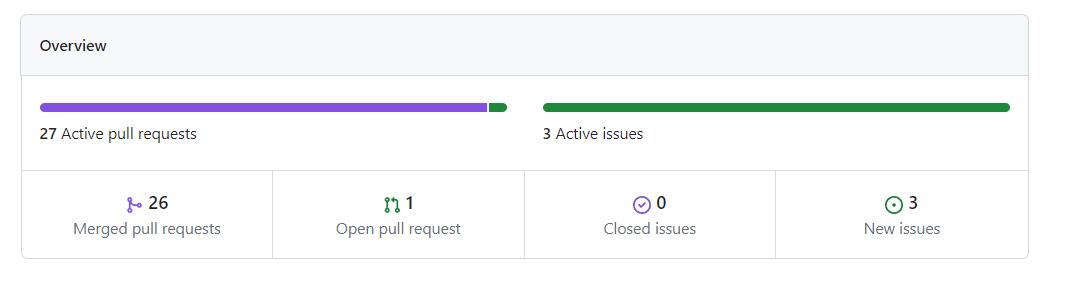 Overview
27 Active pull requests
3 Active issues
26
Merged pull requests
1
Open pull request
0
Closed issues
3
New issues